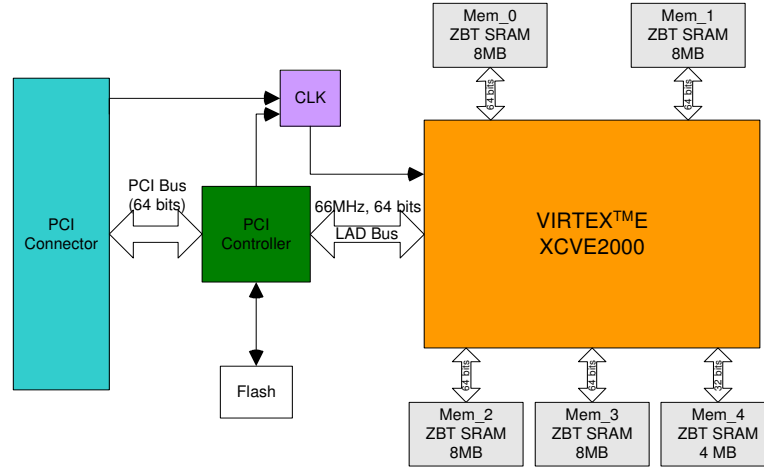 Mem_0
ZBT SRAM
8MB
Mem_1
ZBT SRAM
8MB
64 bits
64 bits
CLK
PCI Bus
(64 bits)
PCI
Connector
PCI
Controller
66MHz, 64 bits
LAD Bus
VIRTEX™E
XCVE2000
Flash
64 bits
64 bits
32 bits
Mem_2
ZBT SRAM
8MB
Mem_3
ZBT SRAM
8MB
Mem_4
ZBT SRAM
4 MB